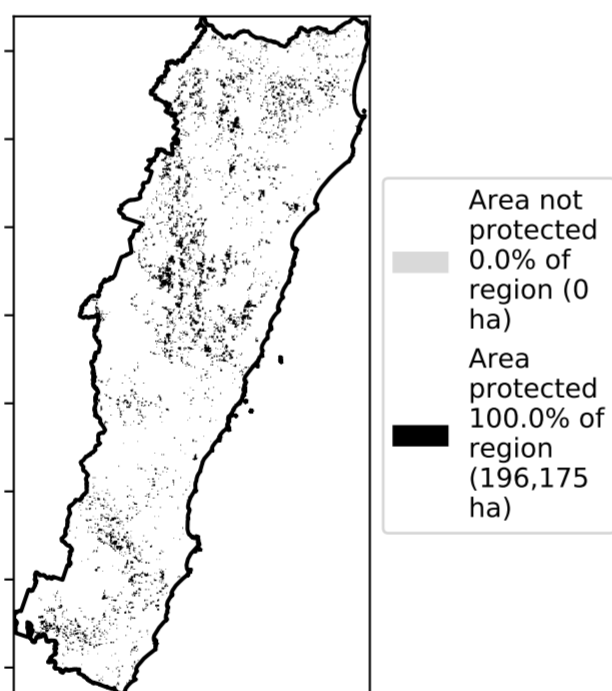 Area not
protected
0.0% of
region (0
ha)
Area
protected
100.0% of
region
(196,175
ha)